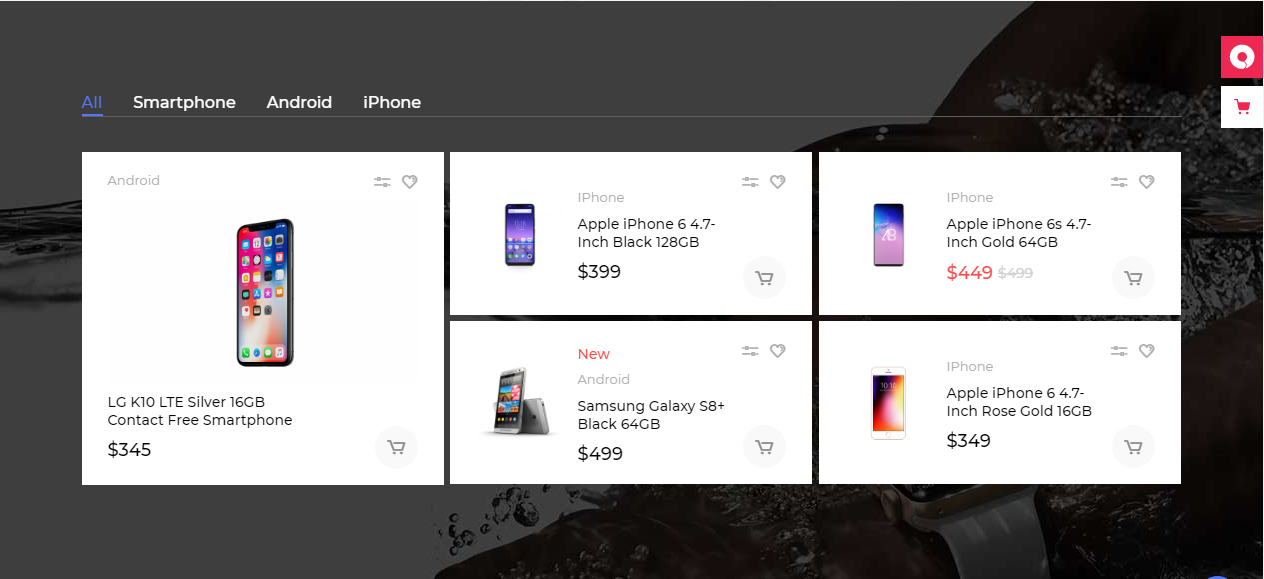 All Smartphone Android iPhone
Android
LG K10 LTE Silver 16GB
Contact Free Smartphone
$345
IPhone
Apple iPhone 6 4.7-
Inch Black 128GB
$399
IPhone
Apple iPhone 6s 4.7-
Inch Gold 64GB
$449 $499
New
Android
Samsung Galaxy S8+
Black 64GB
$499
IPhone
Apple iPhone 6 4.7-
Inch Rose Gold 16GB
$349